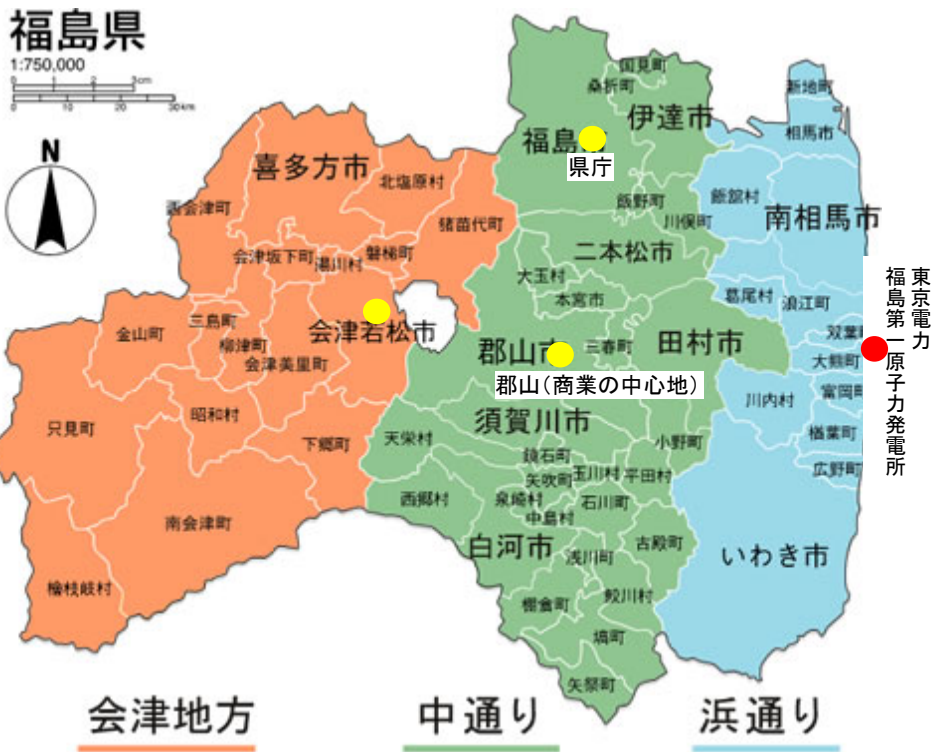 福島県
1:750,000
0 1 2 3cm
0 10 20 30km
N
国見町
桑折町
伊達市
新地町
相馬市
福島市
県庁
喜多方市
北塩原村
西会津町
猪苗代町
飯野町
川俣町
飯舘村
南相馬市
会津坂下町
湯川村
磐梯町
二本松市
大玉村
本宮市
葛尾村
浪江町
東京電力
福島第一原子力発電所
金山町
三島町
柳津町
会津若松市
会津美里町
郡山市
三春町
田村市
双葉町
大熊町
郡山(商業の中心地)
富岡町
川内村
只見町
昭和村
下郷町
天栄村
須賀川市
小野町
楢葉町
広野町
鏡石町
矢吹町
玉川村
平田村
西郷村
泉崎村
石川町
中島村
南会津町
白河市
浅川町
古殿町
いわき市
檜枝岐村
棚倉町
鮫川村
塙町
矢祭町
会津地方
中通り
浜通り